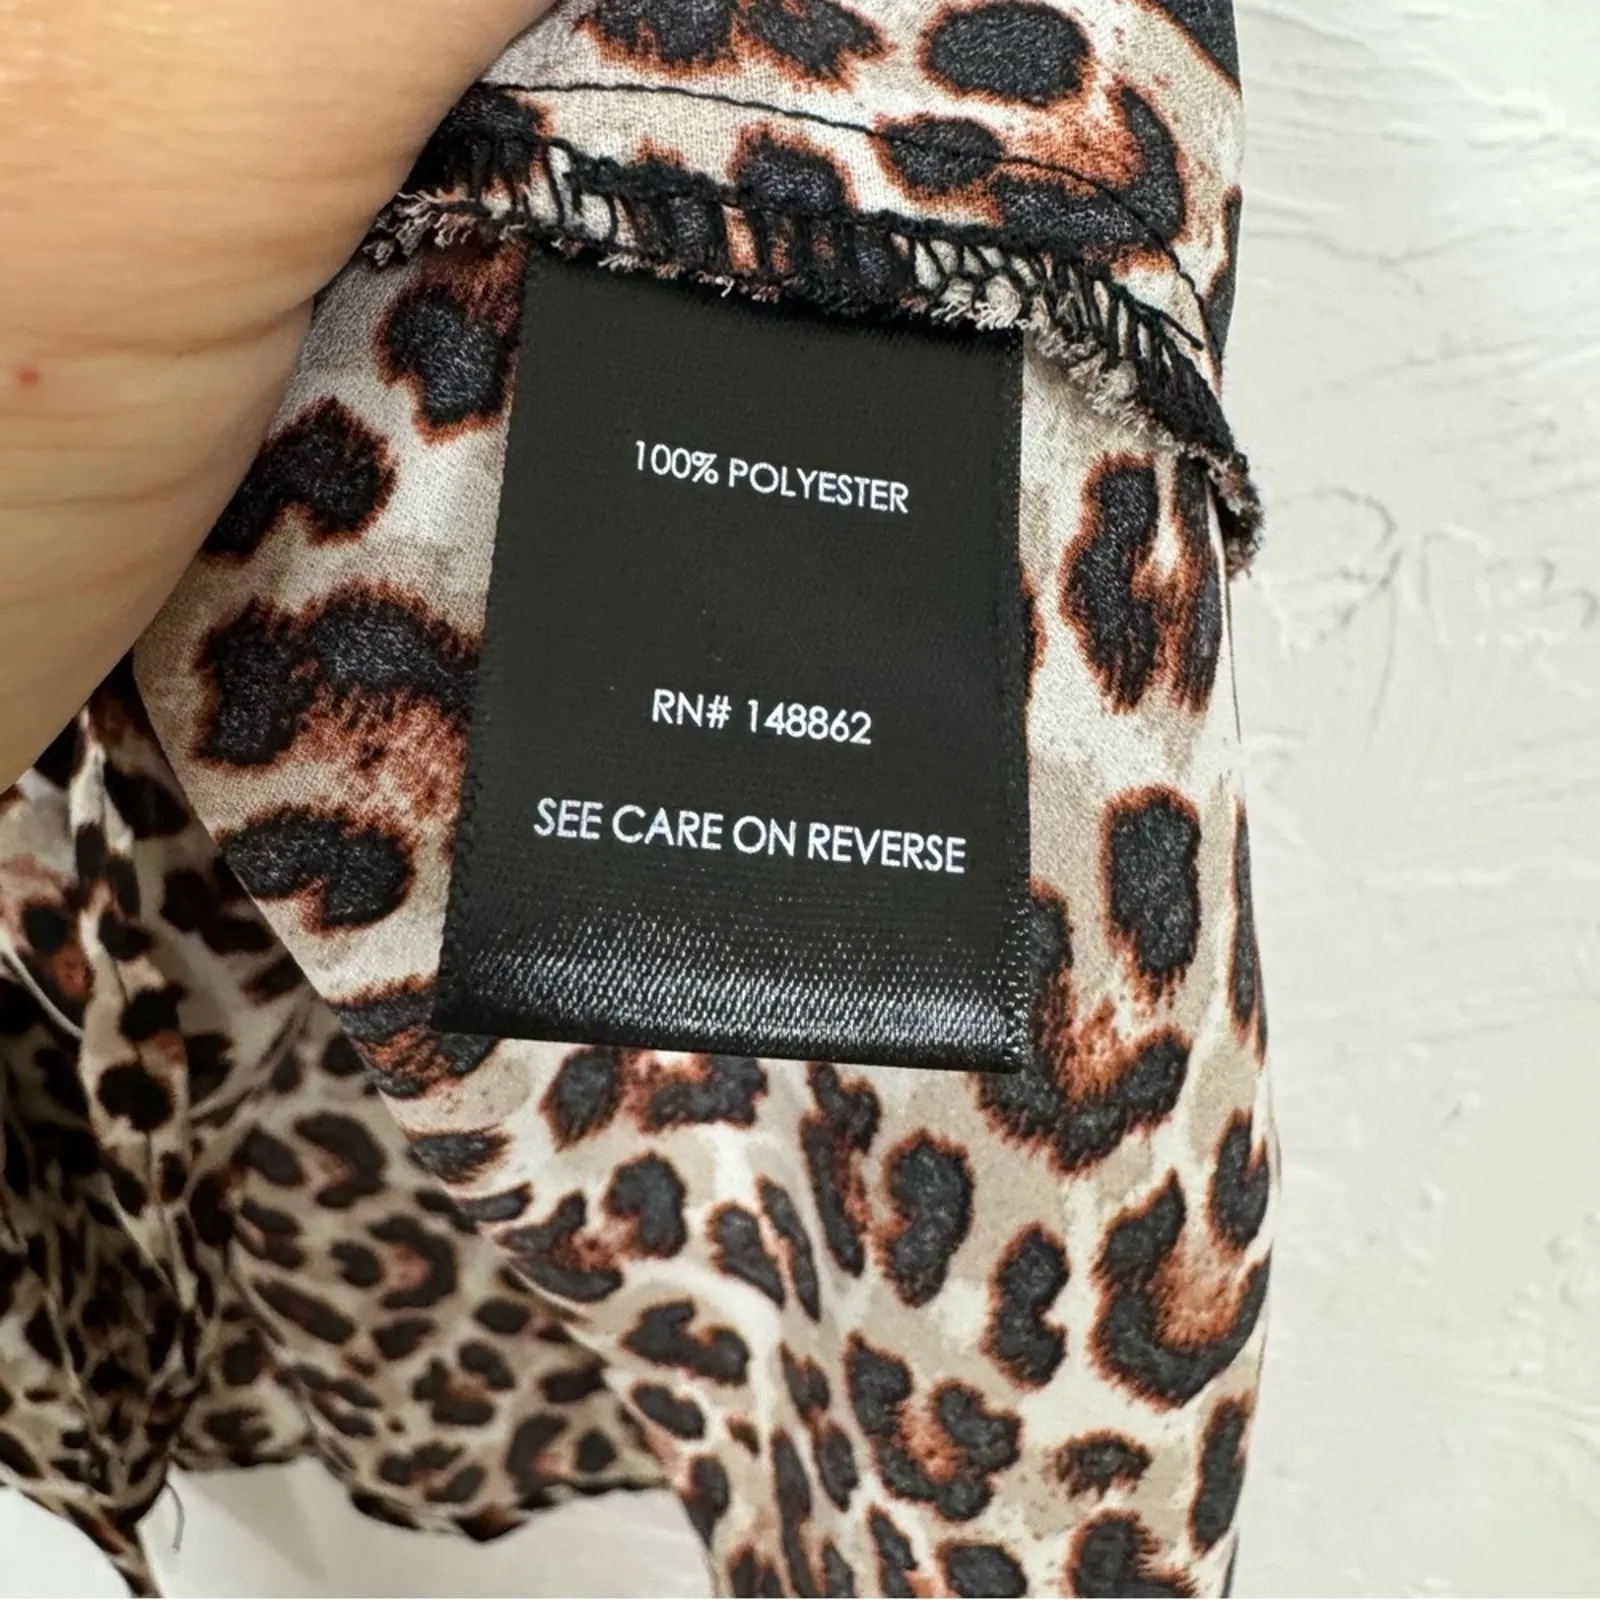 100% POLYESTER
RN# 148862
SEE CARE ON REVERSE